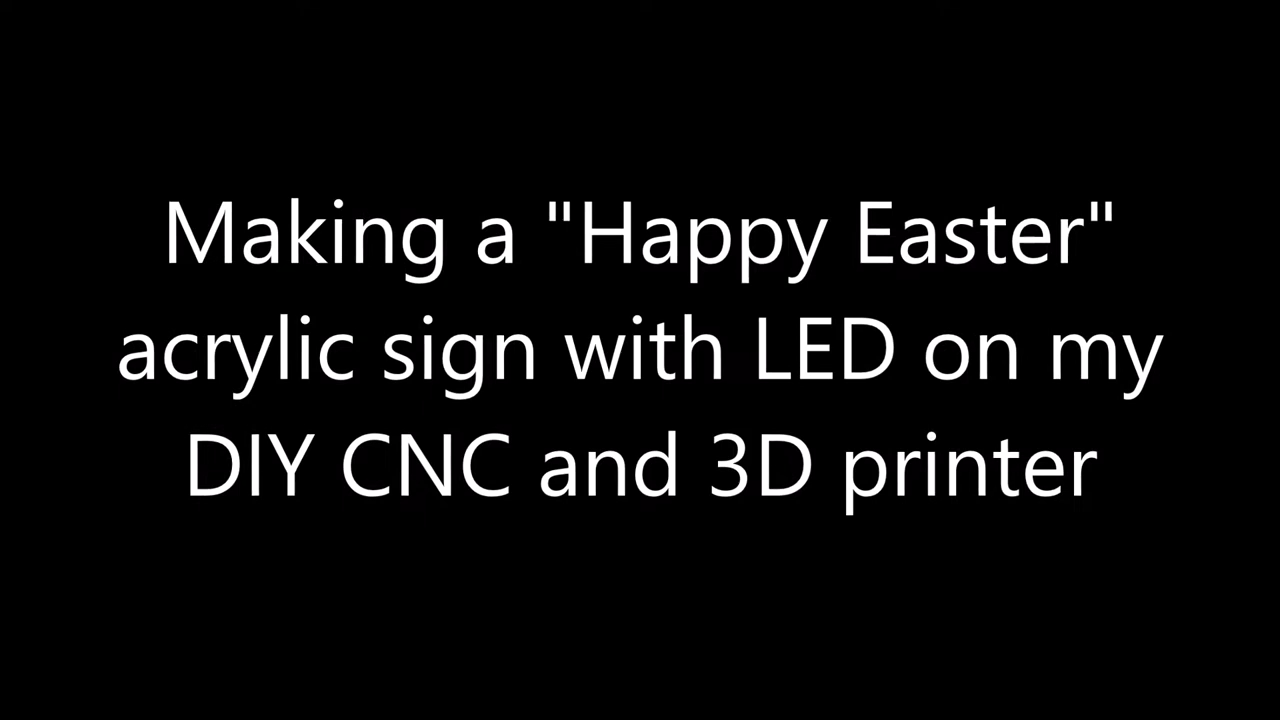 Making a "Happy Easter"
acrylic sign with LED on my
DIY CNC and 3D printer